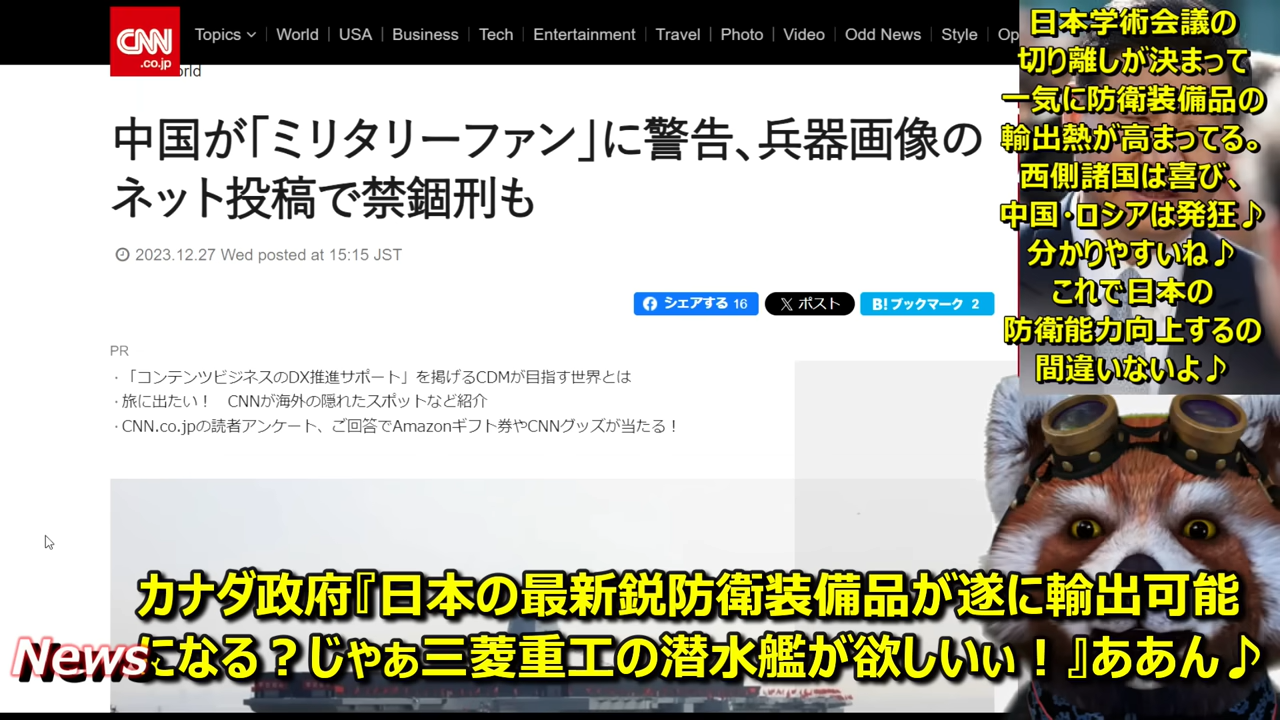 CNN
.co.jp
Topics
World
USA
Business
Tech
Entertainment
Travel
Photo
Video
Odd News
Style
Op
orld
中国が「ミリタリーファン」に警告、兵器画像の
ネット投稿で禁錮刑も
2023.12.27 Wed posted at 15:15 JST
シェアする 16
ポスト
B!ブックマーク 2
PR
・「コンテンツビジネスのDX推進サポート」を掲げるCDMが目指す世界とは
・旅に出たい！　CNNが海外の隠れたスポットなど紹介
・CNN.co.jpの読者アンケート、ご回答でAmazonギフト券やCNNグッズが当たる！
日本学術会議の
切り離しが決まって
一気に防衛装備品の
輸出熱が高まってる。
西側諸国は喜び、
中国・ロシアは発狂♪
分かりやすいね♪
これで日本の
防衛能力向上するの
間違いないよ♪
カナダ政府『日本の最新鋭防衛装備品が遂に輸出可能
になる？じゃぁ三菱重工の潜水艦が欲しいぃ！』ああん♪
News